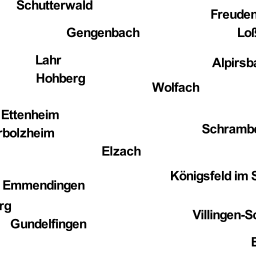 Schutterwald
Freuden
Gengenbach
Loß
Lahr
Alpirsba
Hohberg
Wolfach
Ettenheim
rbolzheim
Schrambe
Elzach
Königsfeld im S
Emmendingen
rg
Villingen-Sc
Gundelfingen